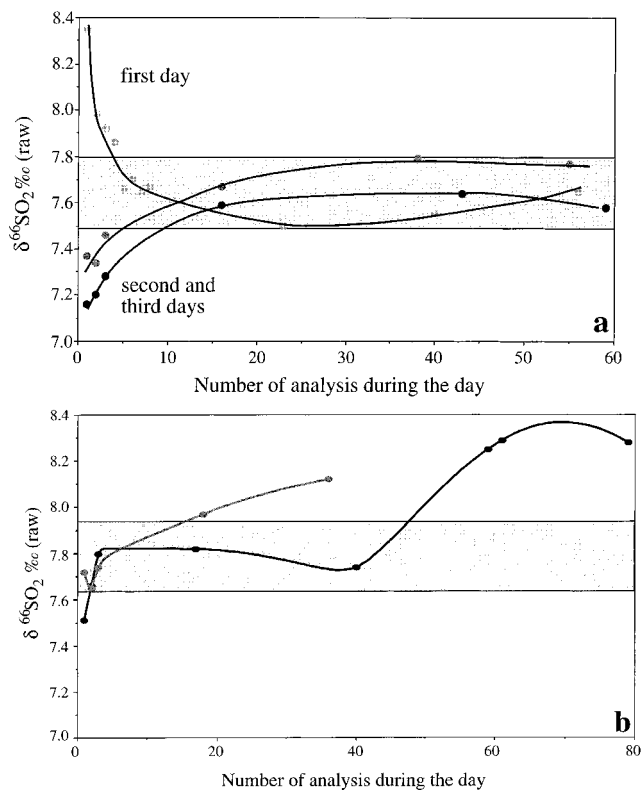 8.4
8.2
8.0
7.8
7.6
7.4
7.2
7.0
δ⁶⁶SO₂ ‰ (raw)
first day
second and
third days
a
0 10 20 30 40 50 60
Number of analysis during the day
8.4
8.2
8.0
7.8
7.6
7.4
7.2
7.0
δ ⁶⁶SO₂ ‰ (raw)
b
0 20 40 60 80
Number of analysis during the day